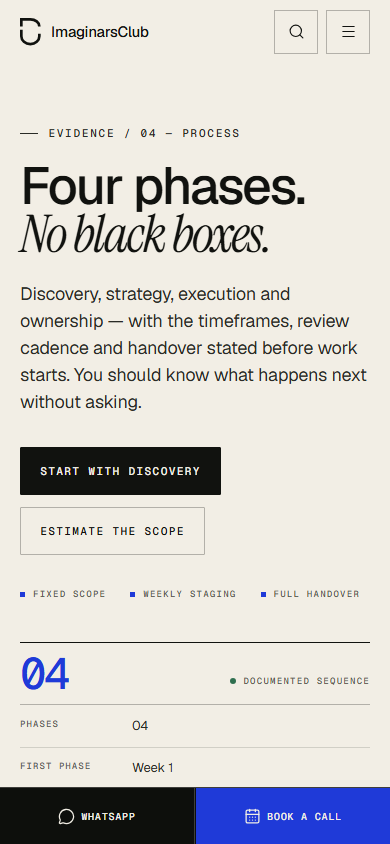 ImaginarsClub
EVIDENCE / 04 — PROCESS
Four phases.
No black boxes.
Discovery, strategy, execution and
ownership — with the timeframes, review
cadence and handover stated before work
starts. You should know what happens next
without asking.
START WITH DISCOVERY
ESTIMATE THE SCOPE
FIXED SCOPE WEEKLY STAGING FULL HANDOVER
04 DOCUMENTED SEQUENCE
PHASES 04
FIRST PHASE Week 1
WHATSAPP BOOK A CALL